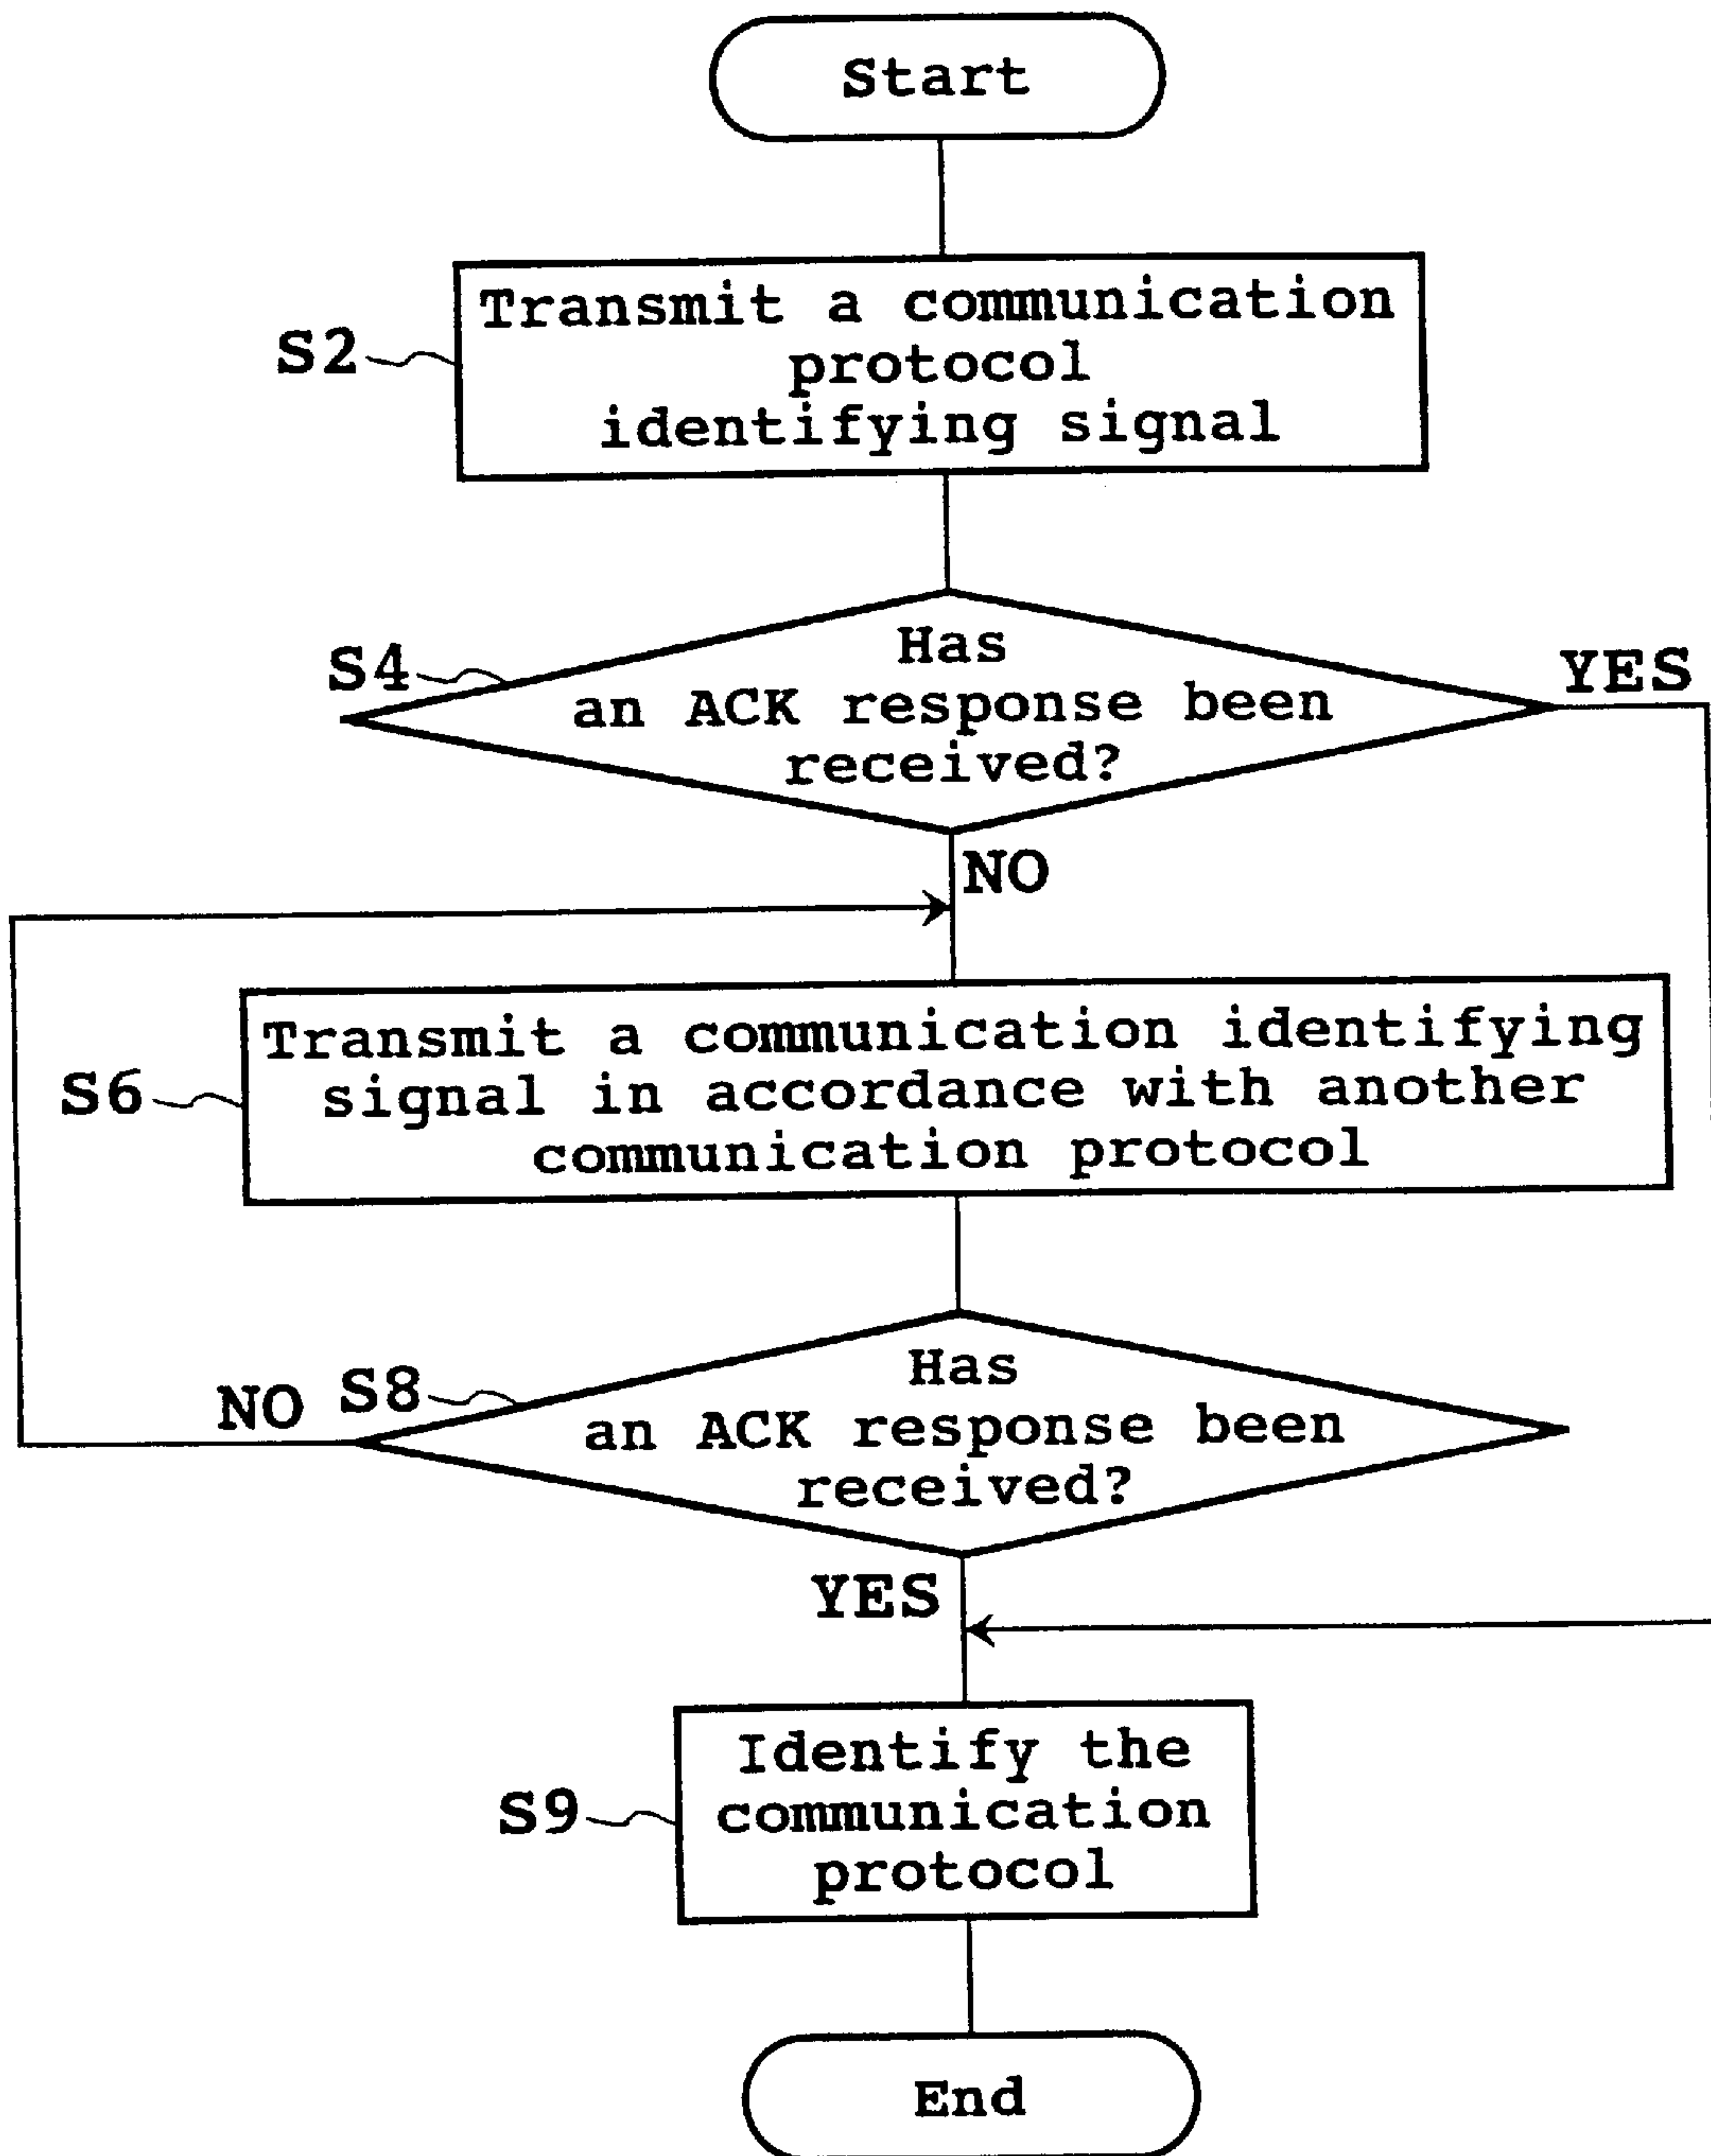 Start
S2
Transmit a communication
protocol
identifying signal
S4
Has
an ACK response been
received?
YES
NO
S6
Transmit a communication identifying
signal in accordance with another
communication protocol
NO
S8
Has
an ACK response been
received?
YES
S9
Identify the
communication
protocol
End